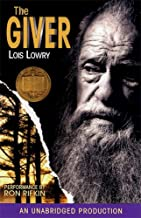 The
GIVER
LOIS LOWRY
PERFORMANCE BY
RON RIFKIN
AN UNABRIDGED PRODUCTION